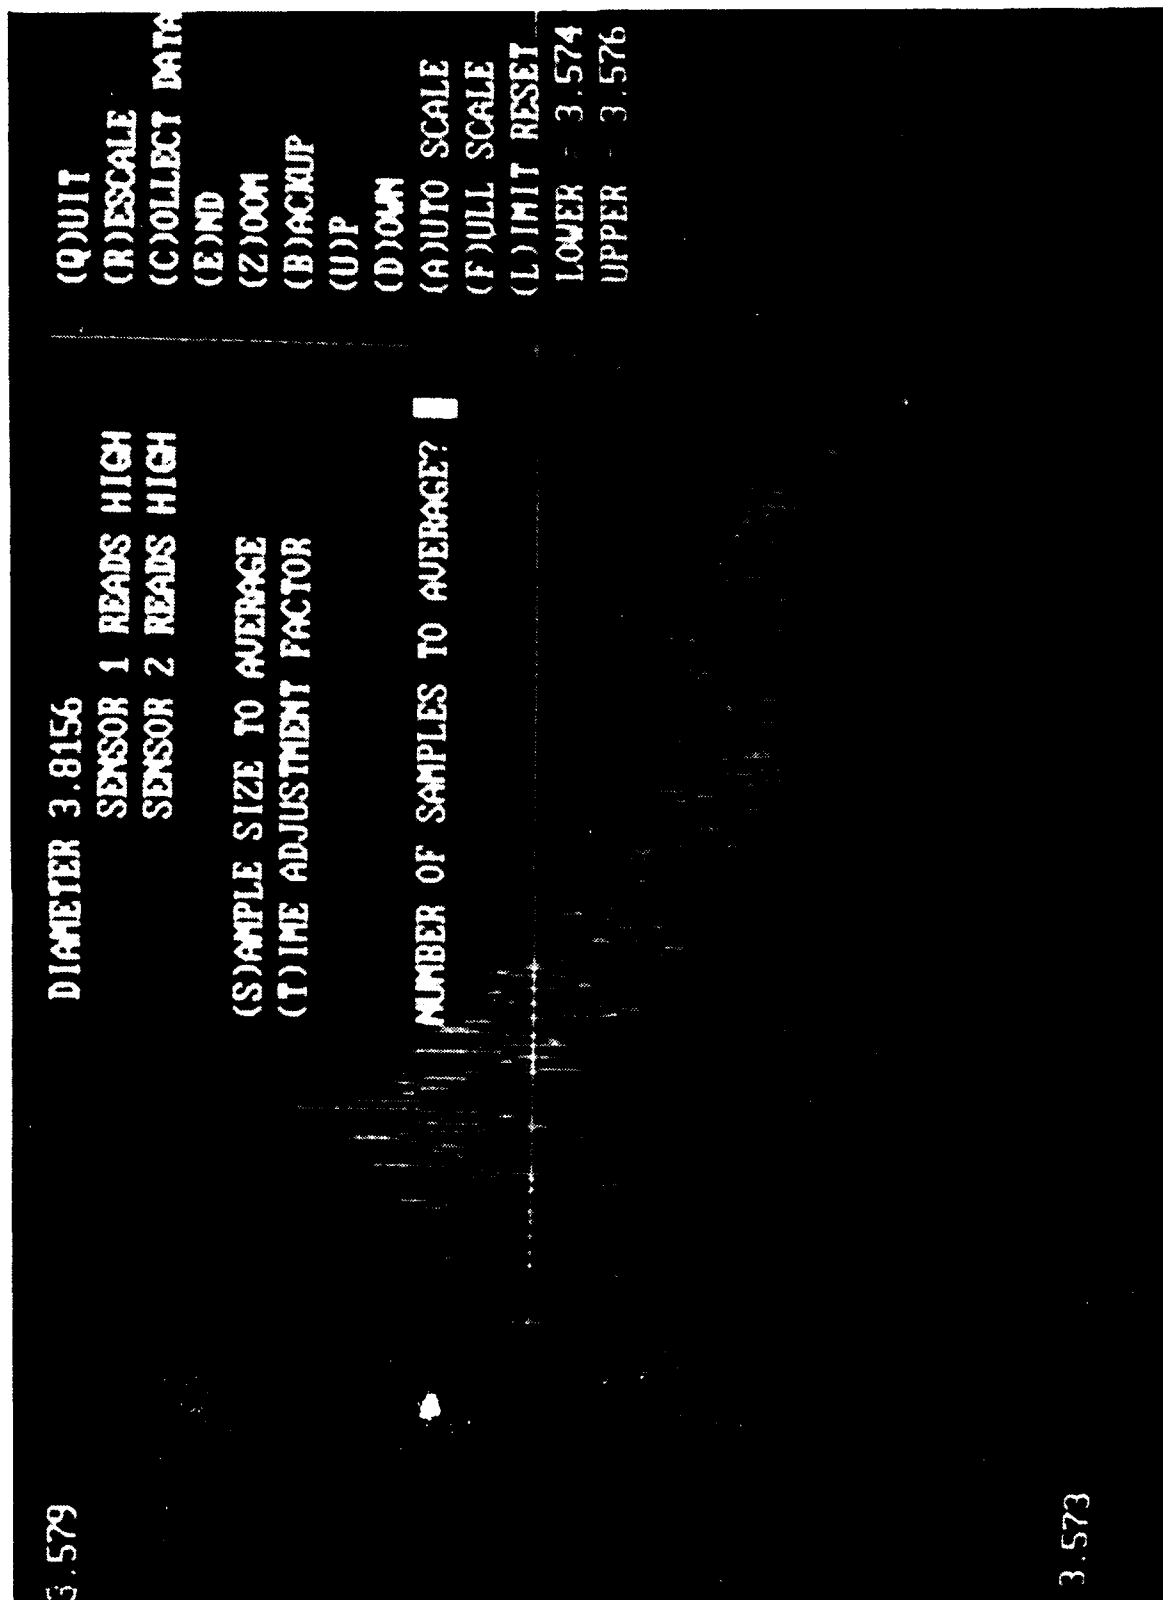 3.579
DIAMETER 3.8156
SENSOR 1 READS HIGH
SENSOR 2 READS HIGH
(S)AMPLE SIZE TO AVERAGE
(T)IME ADJUSTMENT FACTOR
NUMBER OF SAMPLES TO AVERAGE?
3.573
(Q)UIT
(R)ESCALE
(C)OLLECT DATA
(E)ND
(Z)OOM
(B)ACKUP
(U)P
(D)OWN
(A)UTO SCALE
(F)ULL SCALE
(L)IMIT RESET
LOWER = 3.574
UPPER = 3.576